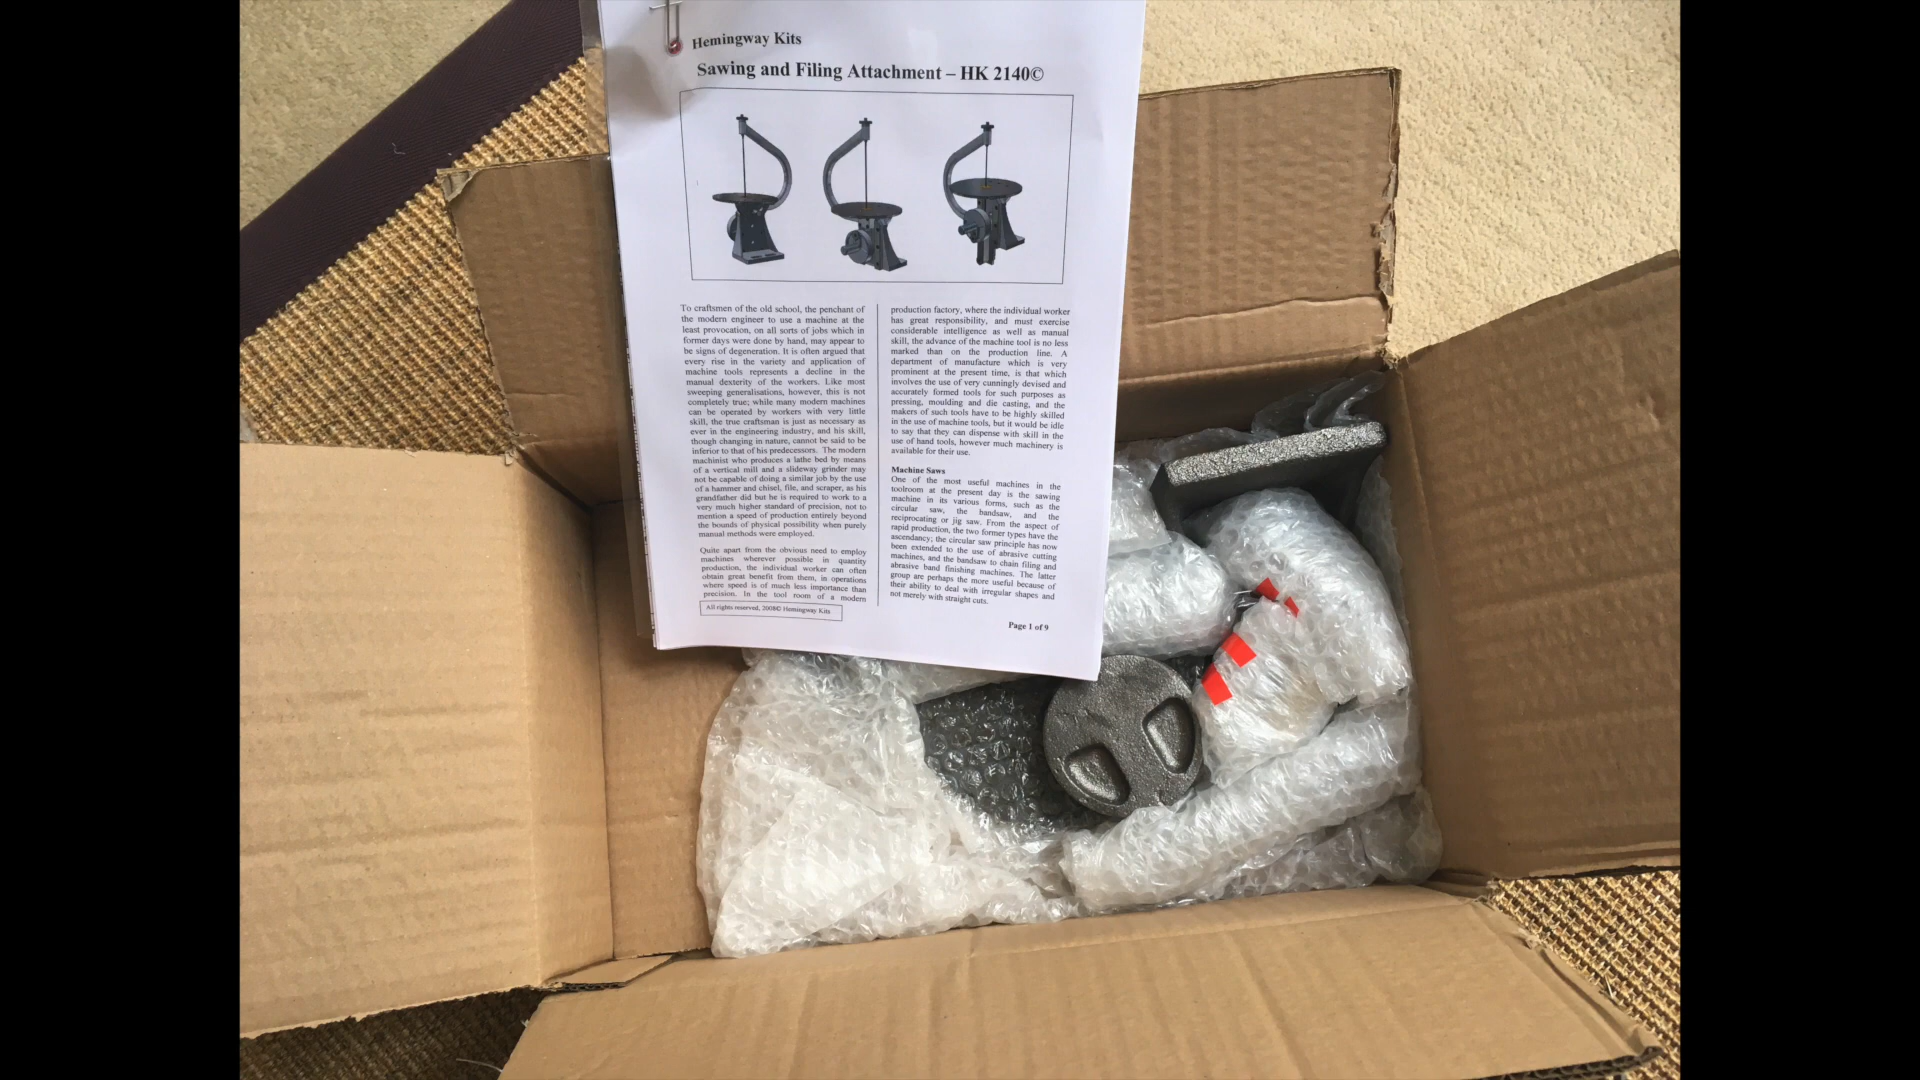 Hemingway Kits
Sawing and Filing Attachment – HK 2140©
To craftsmen of the old school, the penchant of
the modern engineer to use a machine at the
least provocation, on all sorts of jobs which in
former days were done by hand, may appear to
be signs of degeneration. It is often argued that
every rise in the variety and application of
machine tools represents a decline in the
manual dexterity of the workers. Like most
sweeping generalisations, however, this is not
completely true; while many modern machines
can be operated by workers with very little
skill, the true craftsman is just as necessary as
ever in the engineering industry, and his skill,
though changing in nature, cannot be said to be
inferior to that of his predecessors. The modern
machinist who produces a lathe bed by means
of a vertical mill and a slideway grinder may
not be capable of doing a similar job by the use
of a hammer and chisel, file, and scraper, as his
grandfather did but he is required to work to a
very much higher standard of precision, not to
mention a speed of production entirely beyond
the bounds of physical possibility when purely
manual methods were employed.
Quite apart from the obvious need to employ
machines wherever possible in quantity
production, the individual worker can often
obtain great benefit from them, in operations
where speed is of much less importance than
precision. In the tool room of a modern
All rights reserved, 2008© Hemingway Kits
production factory, where the individual worker
has great responsibility, and must exercise
considerable intelligence as well as manual
skill, the advance of the machine tool is no less
marked than on the production line. A
department of manufacture which is very
prominent at the present time, is that which
involves the use of very cunningly devised and
accurately formed tools for such purposes as
pressing, moulding and die casting, and the
makers of such tools have to be highly skilled
in the use of machine tools, but it would be idle
to say that they can dispense with skill in the
use of hand tools, however much machinery is
available for their use.
Machine Saws
One of the most useful machines in the
toolroom at the present day is the sawing
machine in its various forms, such as the
circular saw, the bandsaw, and the
reciprocating or jig saw. From the aspect of
rapid production, the two former types have the
ascendancy; the circular saw principle has now
been extended to the use of abrasive cutting
machines, and the bandsaw to chain filing and
abrasive band finishing machines. The latter
group are perhaps the more useful because of
their ability to deal with irregular shapes and
not merely with straight cuts.
Page 1 of 9